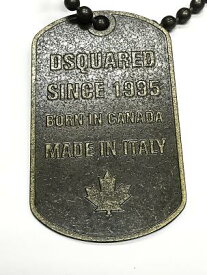 DSQUARED
SINCE 1995
BORN IN CANADA
MADE IN ITALY